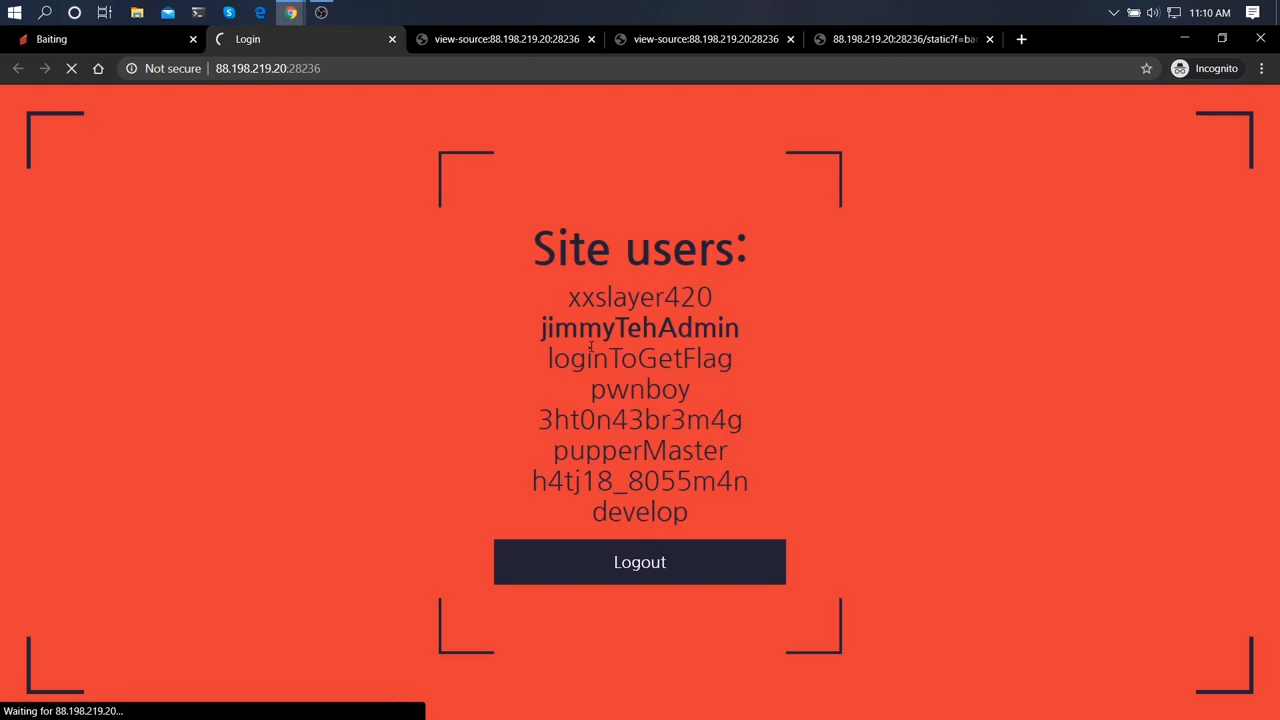 11:10 AM
Baiting
Login
view-source:88.198.219.20:28236
view-source:88.198.219.20:28236
88.198.219.20:28236/static?f=bac
Not secure
88.198.219.20:28236
Incognito
Site users:
xxslayer420
jimmyTehAdmin
loginToGetFlag
pwnboy
3ht0n43br3m4g
pupperMaster
h4tj18_8055m4n
develop
Logout
Waiting for 88.198.219.20...